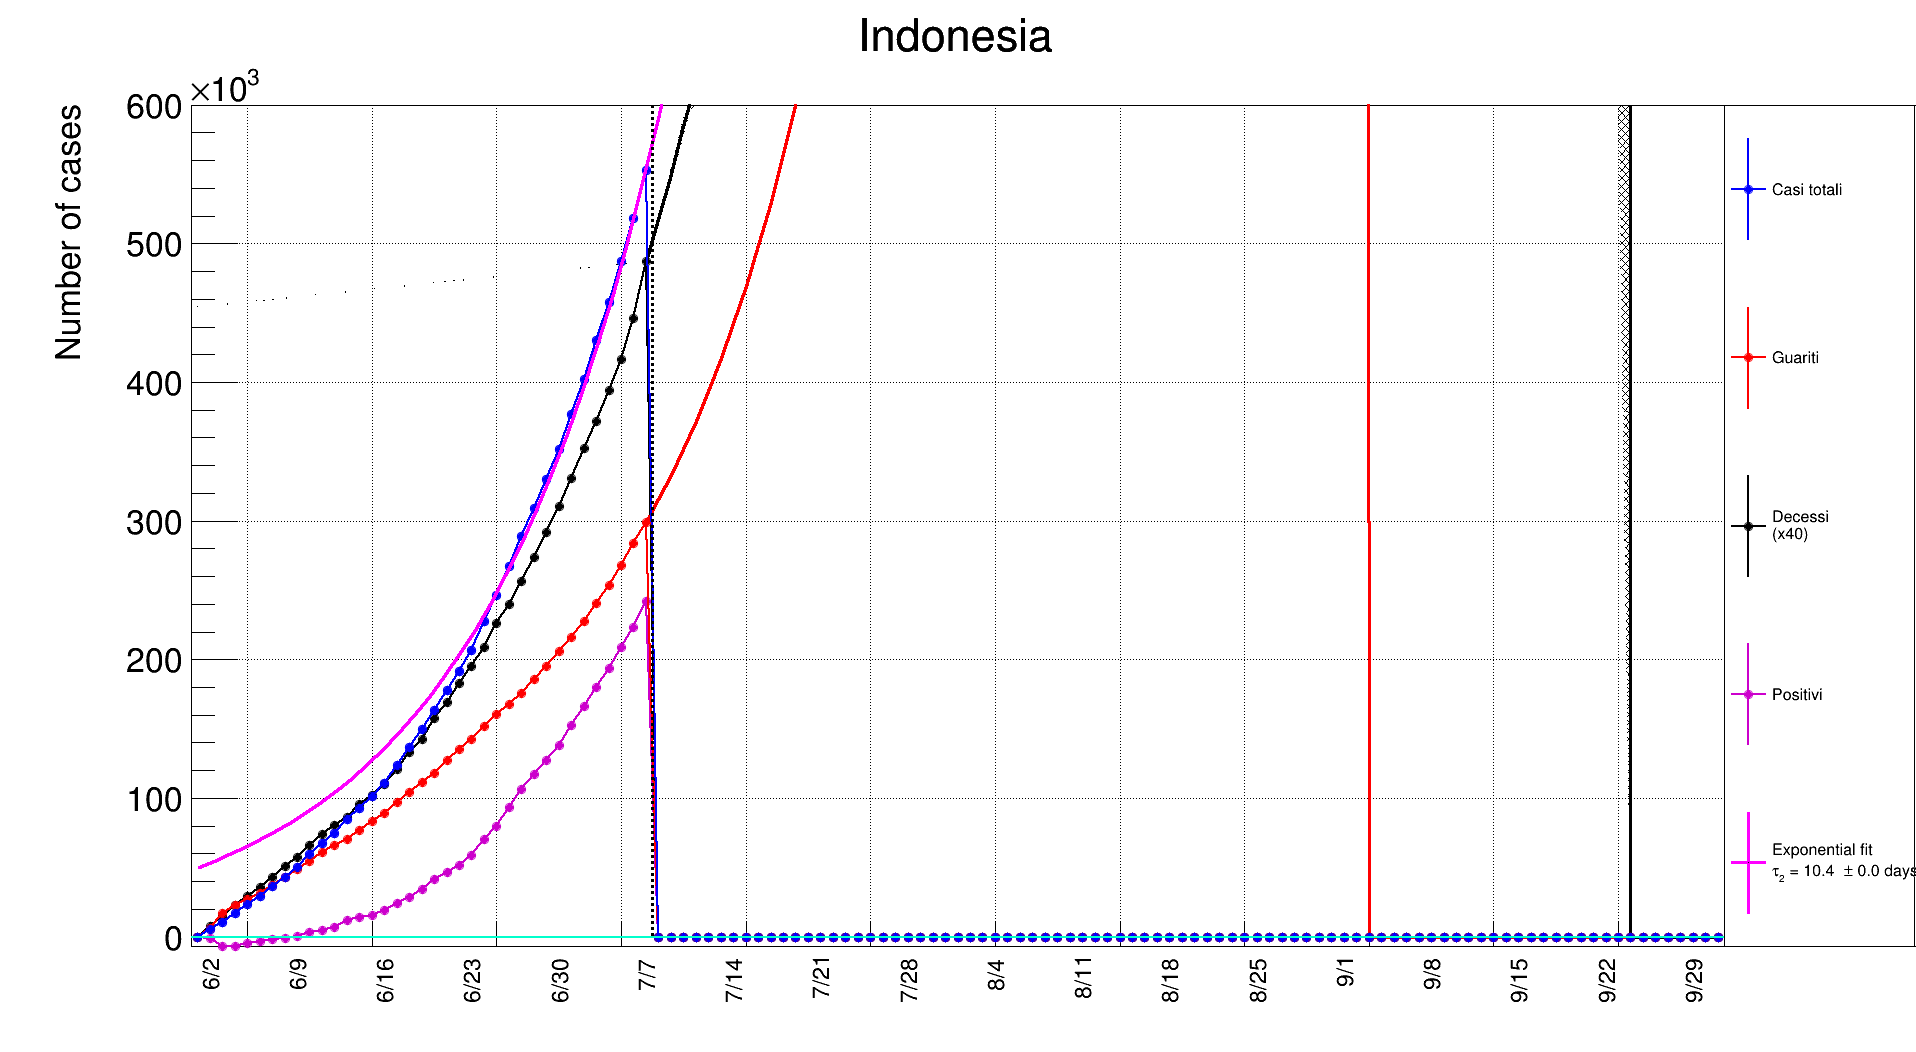 Indonesia
×10³
Number of cases
600
500
400
300
200
100
0
6/2
6/9
6/16
6/23
6/30
7/7
7/14
7/21
7/28
8/4
8/11
8/18
8/25
9/1
9/8
9/15
9/22
9/29
Casi totali
Guariti
Decessi
(x40)
Positivi
Exponential fit
τ₂ = 10.4 ± 0.0 days